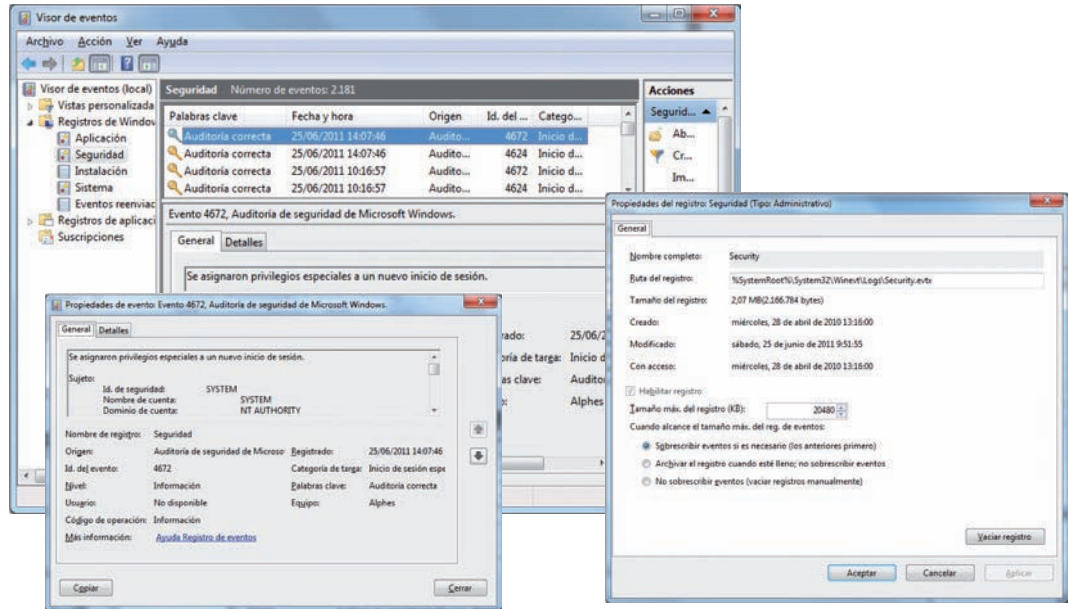 Visor de eventos
Archivo Acción Ver Ayuda
Visor de eventos (local)
Vistas personalizada
Registros de Window
Aplicación
Seguridad
Instalación
Sistema
Eventos reenviac
Registros de aplicaci
Suscripciones
Seguridad Número de eventos: 2.181
Palabras clave Fecha y hora Origen Id. del ... Catego...
Auditoría correcta 25/06/2011 14:07:46 Audito... 4672 Inicio d...
Auditoría correcta 25/06/2011 14:07:46 Audito... 4624 Inicio d...
Auditoría correcta 25/06/2011 10:16:57 Audito... 4672 Inicio d...
Auditoría correcta 25/06/2011 10:16:57 Audito... 4624 Inicio d...
Evento 4672, Auditoría de seguridad de Microsoft Windows.
General Detalles
Se asignaron privilegios especiales a un nuevo inicio de sesión.
rado: 25/06/2
oría de targa: Inicio d
as clave: Audito
Alphes
Acciones
Segurid...
Ab...
Cr...
Im...
Propiedades de evento: Evento 4672, Auditoría de seguridad de Microsoft Windows.
General Detalles
Se asignaron privilegios especiales a un nuevo inicio de sesión.
Sujeto:
Id. de seguridad: SYSTEM
Nombre de cuenta: SYSTEM
Dominio de cuenta: NT AUTHORITY
Nombre de registro: Seguridad
Origen: Auditoría de seguridad de Microso Registrado: 25/06/2011 14:07:46
Id. del evento: 4672 Categoría de targa: Inicio de sesión espe
Nivel: Información Palabras clave: Auditoría correcta
Usuario: No disponible Equipo: Alphes
Código de operación: Información
Más información: Ayuda Registro de eventos
Copiar Cerrar
Propiedades del registro: Seguridad (Tipo: Administrativo)
General
Nombre completo: Security
Ruta del registro: %SystemRoot%\System32\Winevt\Logs\Security.evtx
Tamaño del registro: 2,07 MB(2.166.784 bytes)
Creado: miércoles, 28 de abril de 2010 13:16:00
Modificado: sábado, 25 de junio de 2011 9:51:55
Con acceso: miércoles, 28 de abril de 2010 13:16:00
Habilitar registro
Tamaño máx. del registro (KB): 20480
Cuando alcance el tamaño máx. del reg. de eventos:
Sobrescribir eventos si es necesario (los anteriores primero)
Archivar el registro cuando esté lleno; no sobrescribir eventos
No sobrescribir eventos (vaciar registros manualmente)
Vaciar registro
Aceptar Cancelar Aplicar